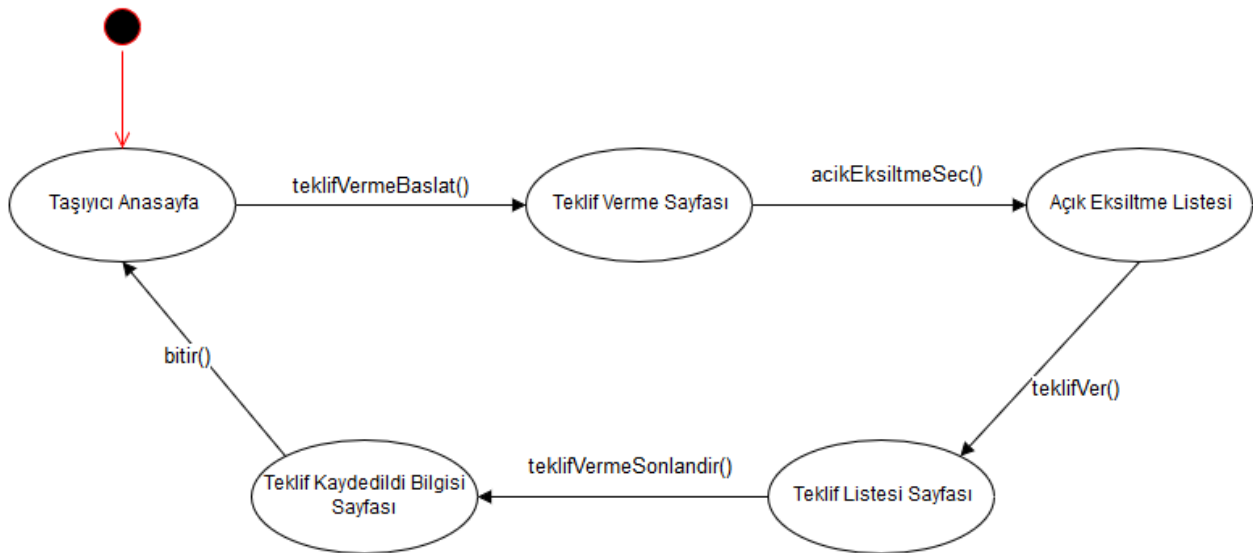 teklifVermeBaslat()
acikEksiltmeSec()
Taşıyıcı Anasayfa
Teklif Verme Sayfası
Açık Eksiltme Listesi
bitir()
teklifVer()
teklifVermeSonlandir()
Teklif Kaydedildi Bilgisi
Sayfası
Teklif Listesi Sayfası